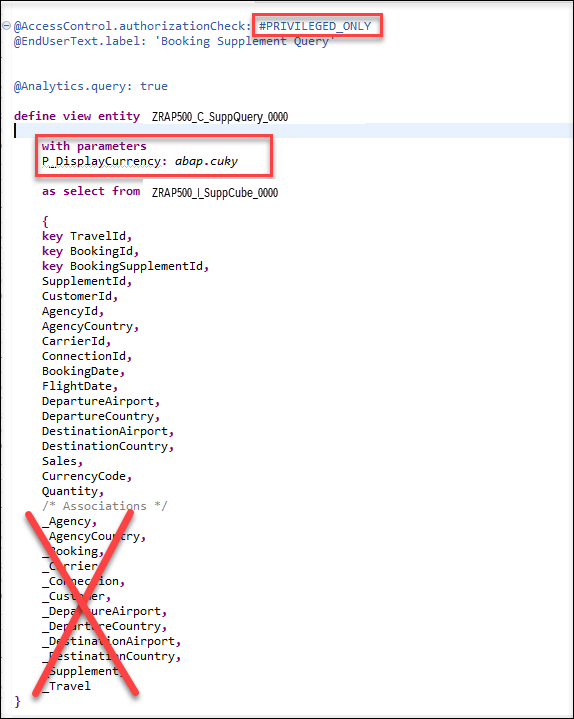 @AccessControl.authorizationCheck: #PRIVILEGED_ONLY
@EndUserText.label: 'Booking Supplement Query'
@Analytics.query: true
define view entity ZRAP500_C_SuppQuery_0000
with parameters
P_DisplayCurrency: abap.cuky
as select from ZRAP500_I_SuppCube_0000
{
key TravelId,
key BookingId,
key BookingSupplementId,
SupplementId,
CustomerId,
AgencyId,
AgencyCountry,
CarrierId,
ConnectionId,
BookingDate,
FlightDate,
DepartureAirport,
DepartureCountry,
DestinationAirport,
DestinationCountry,
Sales,
CurrencyCode,
Quantity,
/* Associations */
_Agency,
_AgencyCountry,
_Booking,
_Carrier,
_Connection,
_Customer,
_DepartureAirport,
_DepartureCountry,
_DestinationAirport,
_DestinationCountry,
_Supplement,
_Travel
}